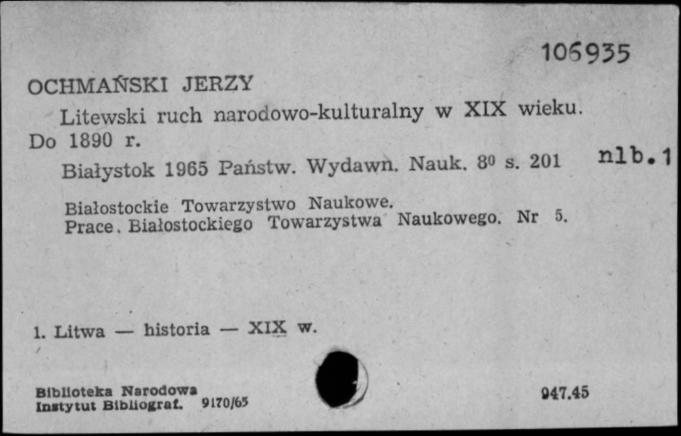 106935
OCHMAŃSKI JERZY
Litewski ruch narodowo-kulturalny w XIX wieku.
Do 1890 r.
Białystok 1965 Państw. Wydawn. Nauk. 8⁰ s. 201 nlb.1
Białostockie Towarzystwo Naukowe.
Prace. Białostockiego Towarzystwa Naukowego. Nr 5.
1. Litwa — historia — XIX w.
Biblioteka Narodowa
Instytut Bibliograf. 9170/65
947.45